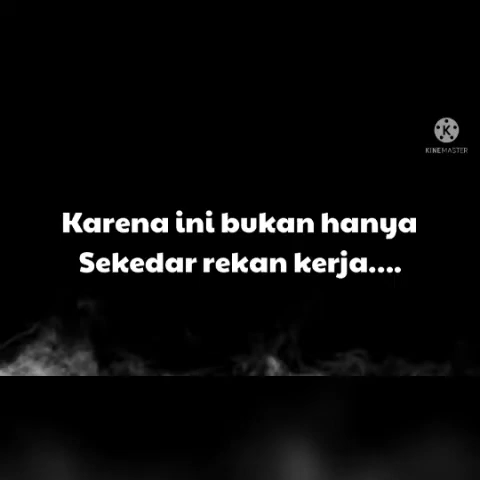 K
KINEMASTER
Karena ini bukan hanya
Sekedar rekan kerja....